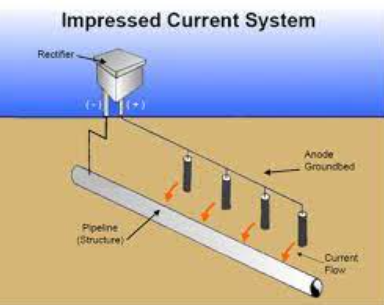 Impressed Current System
Rectifier
(-) (+)
Anode
Groundbed
Pipeline
(Structure)
Current
Flow